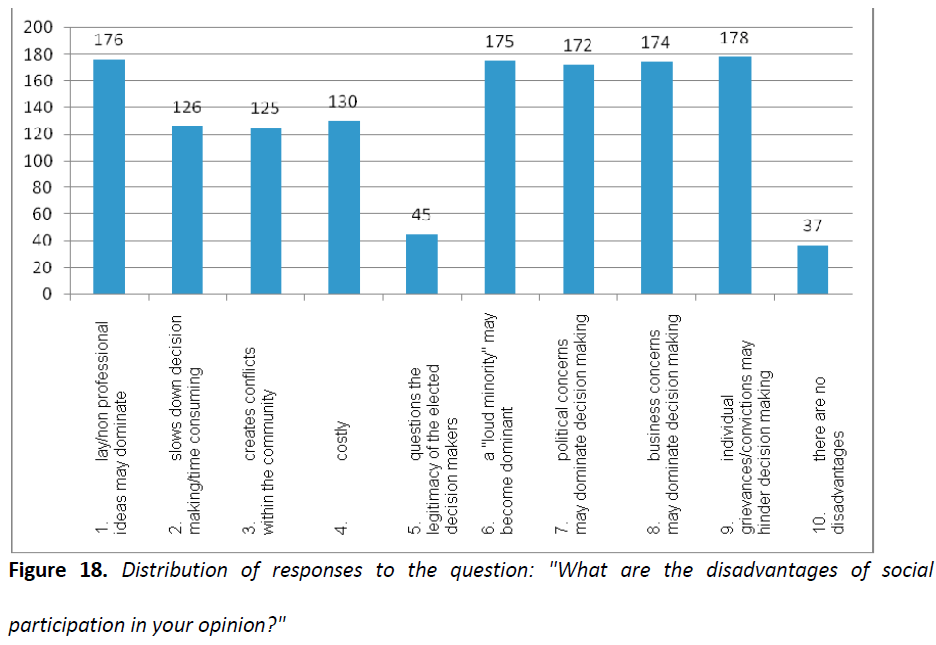 200
180
160
140
120
100
80
60
40
20
0
176
126
125
130
45
175
172
174
178
37
1. lay/non professional
ideas may dominate
2. slows down decision
making/time consuming
3. creates conflicts
within the community
4. costly
5. questions the
legitimacy of the elected
decision makers
6. a "loud minority" may
become dominant
7. political concerns
may dominate decision making
8. business concerns
may dominate decision making
9. individual
grievances/convictions may
hinder decision making
10. there are no
disadvantages
Figure 18. Distribution of responses to the question: "What are the disadvantages of social
participation in your opinion?"